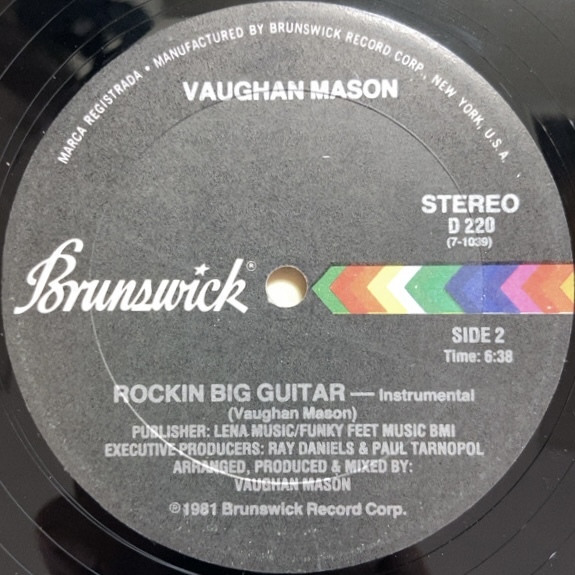 MARCA REGISTRADA • MANUFACTURED BY BRUNSWICK RECORD CORP., NEW YORK, U.S.A.
VAUGHAN MASON
STEREO
D 220
(7-1039)
Brunswick®
SIDE 2
Time: 6:38
ROCKIN BIG GUITAR — Instrumental
(Vaughan Mason)
PUBLISHER: LENA MUSIC/FUNKY FEET MUSIC BMI
EXECUTIVE PRODUCERS: RAY DANIELS & PAUL TARNOPOL
ARRANGED, PRODUCED & MIXED BY:
VAUGHAN MASON
℗1981 Brunswick Record Corp.